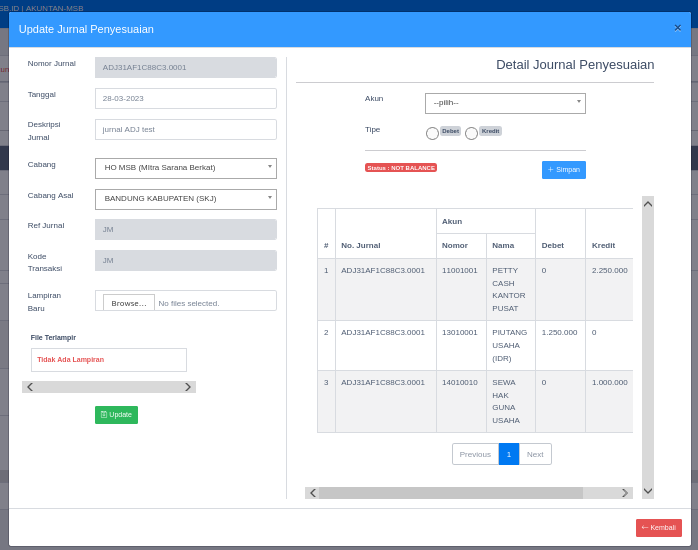 SB ID | AKUNTAN-MSB
Update Jurnal Penyesuaian
×
Nomor Jurnal
ADJ31AF1C88C3.0001
Tanggal
28-03-2023
Deskripsi
Jurnal
jurnal ADJ test
Cabang
HO MSB (Mitra Sarana Berkat)
Cabang Asal
BANDUNG KABUPATEN (SKJ)
Ref Jurnal
JM
Kode
Transaksi
JM
Lampiran
Baru
Browse... No files selected.
File Terlampir
Tidak Ada Lampiran
Update
Detail Journal Penyesuaian
Akun
--pilih--
Tipe
Debet Kredit
Status : NOT BALANCE
+ Simpan
Akun
# No. Jurnal Nomor Nama Debet Kredit
1 ADJ31AF1C88C3.0001 11001001 PETTY CASH KANTOR PUSAT 0 2.250.000
2 ADJ31AF1C88C3.0001 13010001 PIUTANG USAHA (IDR) 1.250.000 0
3 ADJ31AF1C88C3.0001 14010010 SEWA HAK GUNA USAHA 0 1.000.000
Previous 1 Next
← Kembali